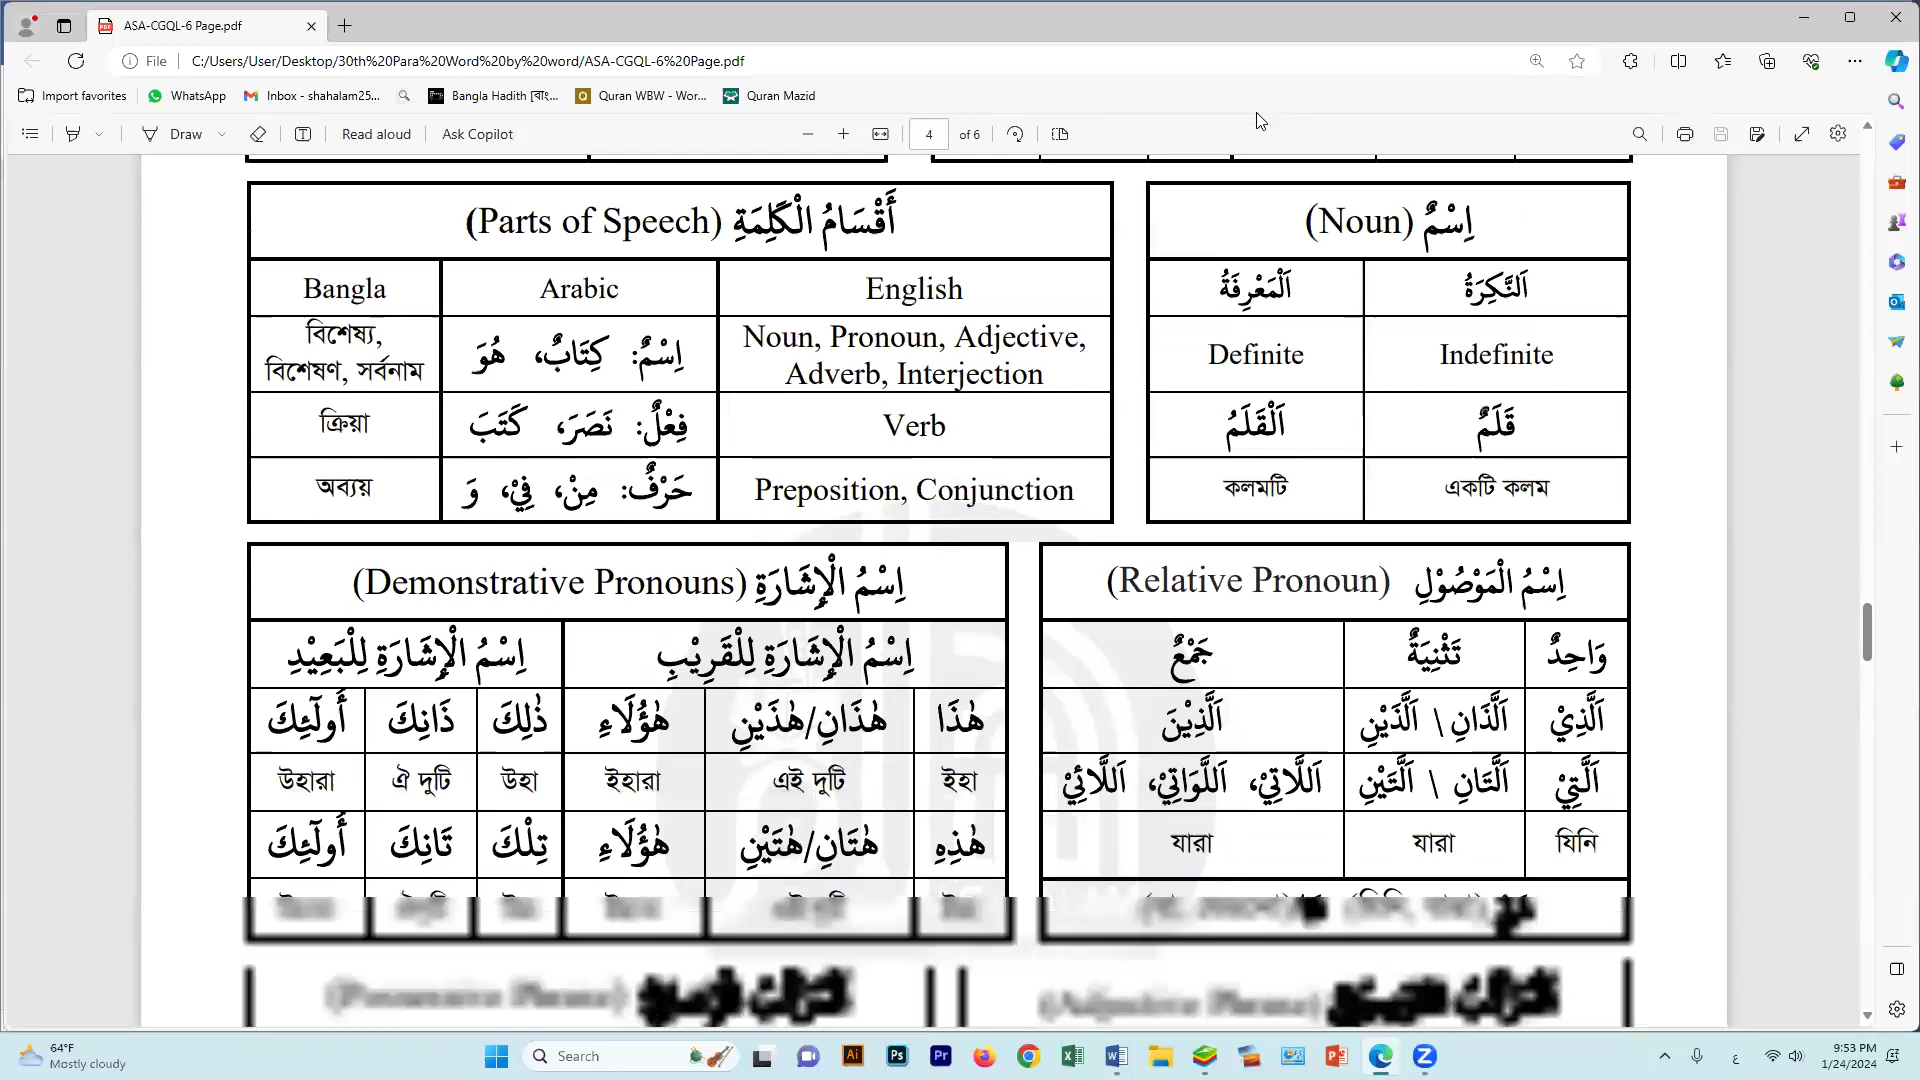 ASA-CGQL-6 Page.pdf
File
C:/Users/User/Desktop/30th%20Para%20Word%20by%20word/ASA-CGQL-6%20Page.pdf
Import favorites
WhatsApp
Inbox - shahalam25...
Bangla Hadith [বাং...
Quran WBW - Wor...
Quran Mazid
Draw
Read aloud
Ask Copilot
4 of 6
أَقْسَامُ الْكَلِمَةِ (Parts of Speech)
Bangla Arabic English
বিশেষ্য,
বিশেষণ, সর্বনাম
اِسْمٌ: كِتَابٌ، هُوَ
Noun, Pronoun, Adjective,
Adverb, Interjection
ক্রিয়া
فِعْلٌ: نَصَرَ، كَتَبَ
Verb
অব্যয়
حَرْفٌ: مِنْ، فِيْ، وَ
Preposition, Conjunction
اِسْمٌ (Noun)
اَلْمَعْرِفَةُ اَلنَّكِرَةُ
Definite Indefinite
اَلْقَلَمُ قَلَمٌ
কলমটি একটি কলম
اِسْمُ الْإِشَارَةِ (Demonstrative Pronouns)
اِسْمُ الْإِشَارَةِ لِلْقَرِيْبِ اِسْمُ الْإِشَارَةِ لِلْبَعِيْدِ
هٰذَا هٰذَانِ/هٰذَيْنِ هٰؤُلَاءِ ذٰلِكَ ذَانِكَ أُولٓئِكَ
উহারা ঐ দুটি উহা ইহারা এই দুটি ইহা
هٰذِهِ هٰتَانِ/هٰتَيْنِ هٰؤُلَاءِ تِلْكَ تَانِكَ أُولٓئِكَ
اِسْمُ الْمَوْصُوْلِ (Relative Pronoun)
وَاحِدٌ تَثْنِيَةٌ جَمْعٌ
اَلَّذِيْ اَلَّذَانِ \ اَلَّذَيْنِ اَلَّذِيْنَ
اَلَّتِيْ اَلَّتَانِ \ اَلَّتَيْنِ اَللَّاتِيْ، اَللَّوَاتِيْ، اَللَّائِيْ
যারা যারা যিনি
64°F
Mostly cloudy
Search
9:53 PM
1/24/2024